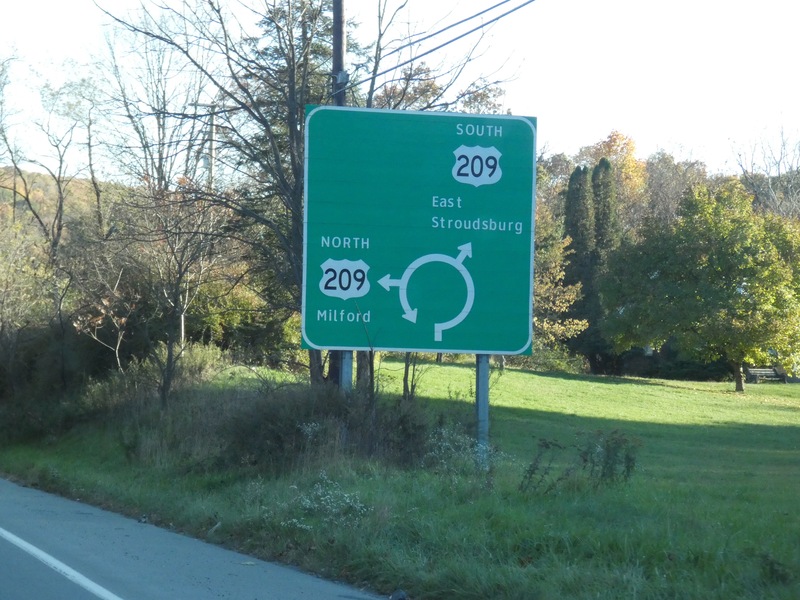 SOUTH
209
East
Stroudsburg
NORTH
209
Milford